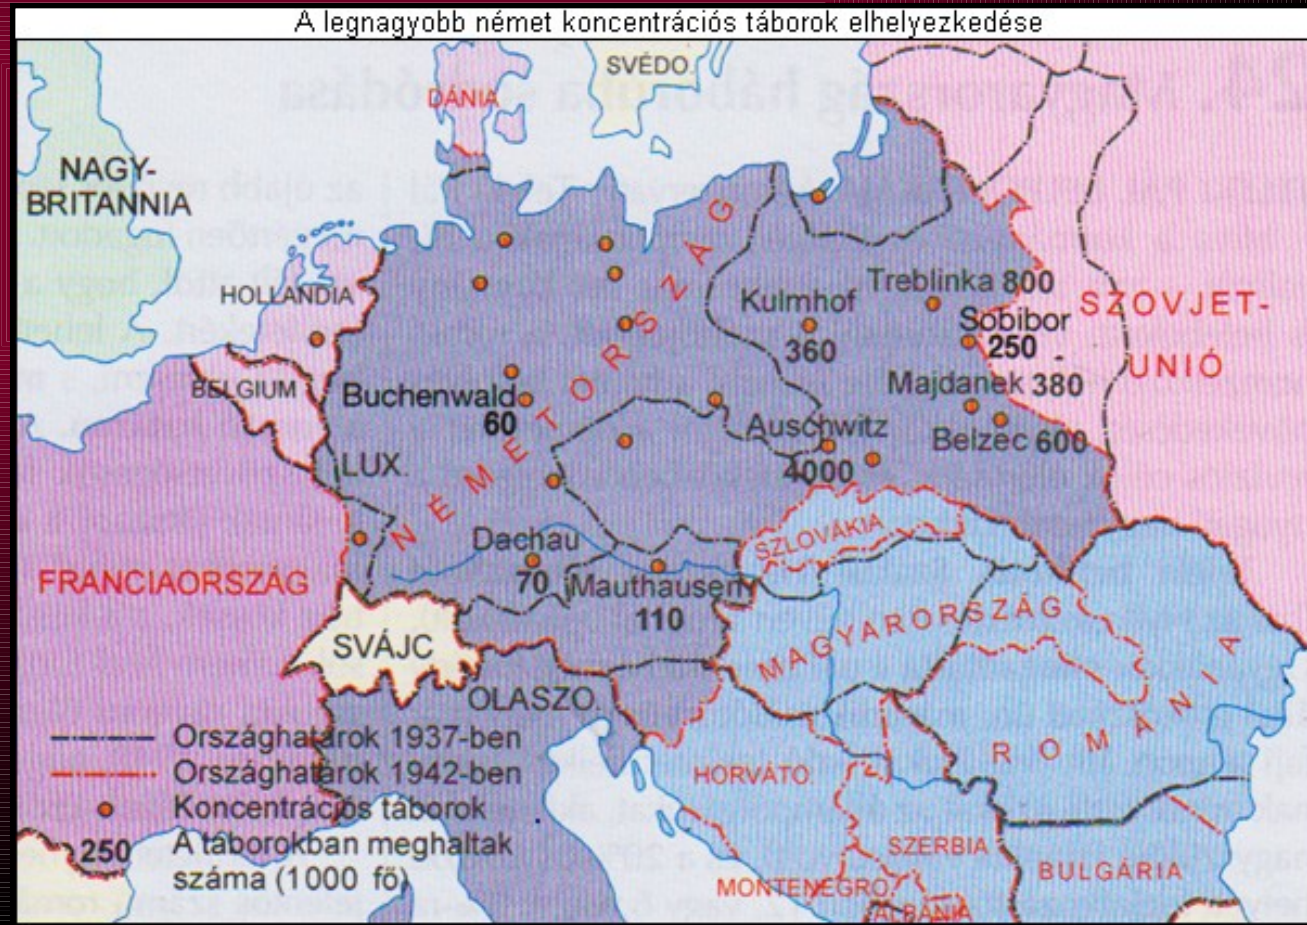 A legnagyobb német koncentrációs táborok elhelyezkedése
SVÉDO.
DÁNIA
NAGY-
BRITANNIA
HOLLANDIA
BELGIUM
LUX.
NÉMETORSZÁG
Kulmhof
360
Treblinka 800
Sobibor
250
SZOVJET-
UNIÓ
Majdanek 380
Buchenwald
60
Auschwitz
4000
Belzec 600
SZLOVÁKIA
Dachau
70
Mauthausen
110
FRANCIAORSZÁG
SVÁJC
MAGYARORSZÁG
OLASZO.
ROMÁNIA
HORVÁTO.
SZERBIA
MONTENEGRO
BULGÁRIA
ALBÁNIA
Országhatárok 1937-ben
Országhatárok 1942-ben
Koncentrációs táborok
250 A táborokban meghaltak
száma (1000 fő)